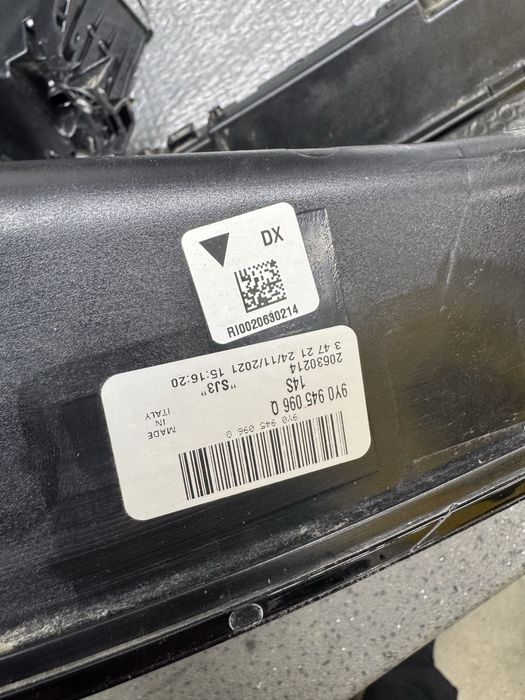 DX
RI0020630214
9Y0 945 096 Q
9Y0 945 096 Q
14S
20630214
3 47 21 24/11/2021 15:16:20
"SJ3"
MADE
IN
ITALY